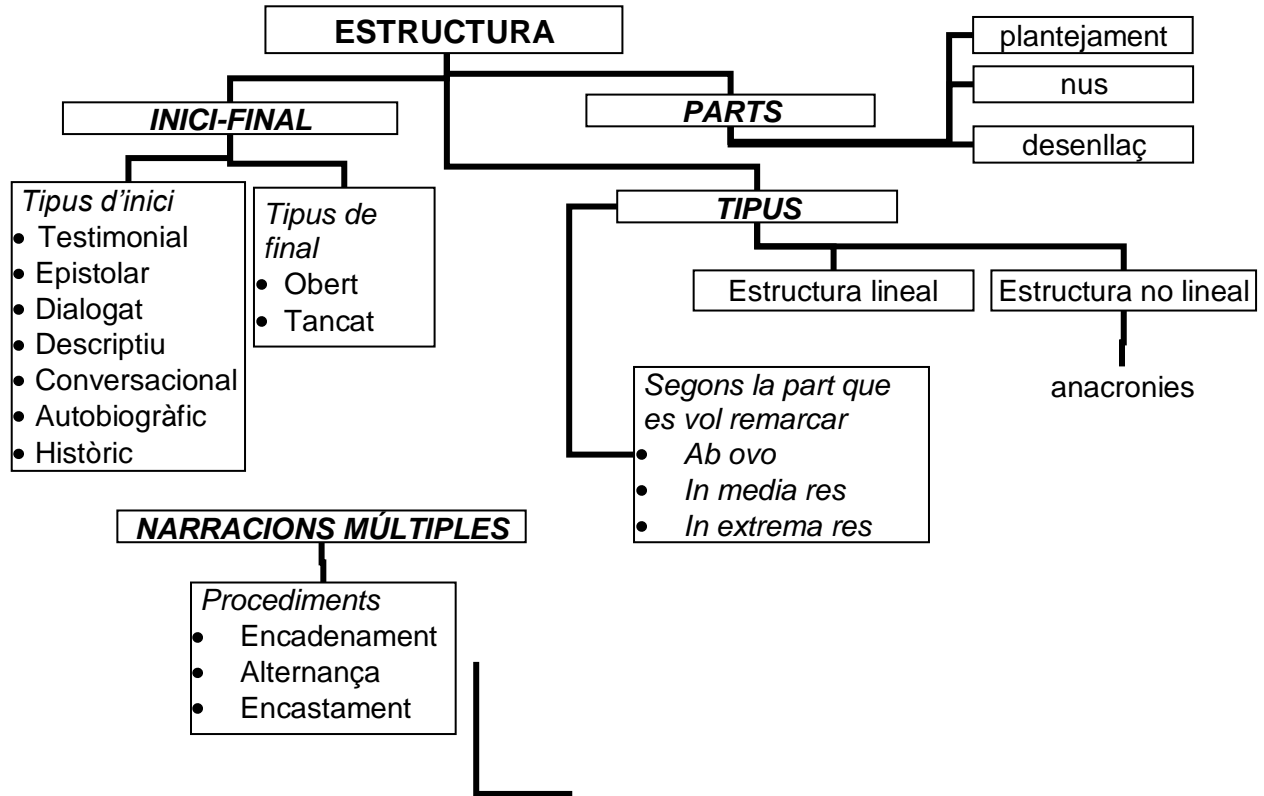 ESTRUCTURA
plantejament
nus
desenllaç
INICI-FINAL
PARTS
Tipus d’inici
• Testimonial
• Epistolar
• Dialogat
• Descriptiu
• Conversacional
• Autobiogràfic
• Històric
Tipus de
final
• Obert
• Tancat
TIPUS
Estructura lineal
Estructura no lineal
anacronies
Segons la part que
es vol remarcar
• Ab ovo
• In media res
• In extrema res
NARRACIONS MÚLTIPLES
Procediments
• Encadenament
• Alternança
• Encastament